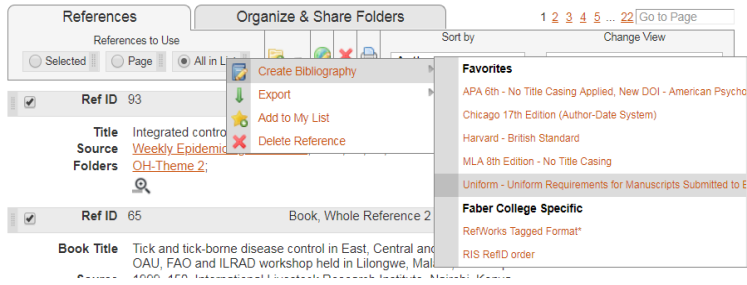 References
Organize & Share Folders
1 2 3 4 5 ... 22 Go to Page
References to Use
Sort by
Change View
Selected
Page
All in List
Create Bibliography
Export
Add to My List
Delete Reference
Favorites
APA 6th - No Title Casing Applied, New DOI - American Psycho
Chicago 17th Edition (Author-Date System)
Harvard - British Standard
MLA 8th Edition - No Title Casing
Uniform - Uniform Requirements for Manuscripts Submitted to B
Faber College Specific
RefWorks Tagged Format*
RIS RefID order
Ref ID 93
Title Integrated contro
Source Weekly Epidemio
Folders OH-Theme 2;
Ref ID 65 Book, Whole Reference 2
Book Title Tick and tick-borne disease control in East, Central and
OAU, FAO and ILRAD workshop held in Lilongwe, Mala